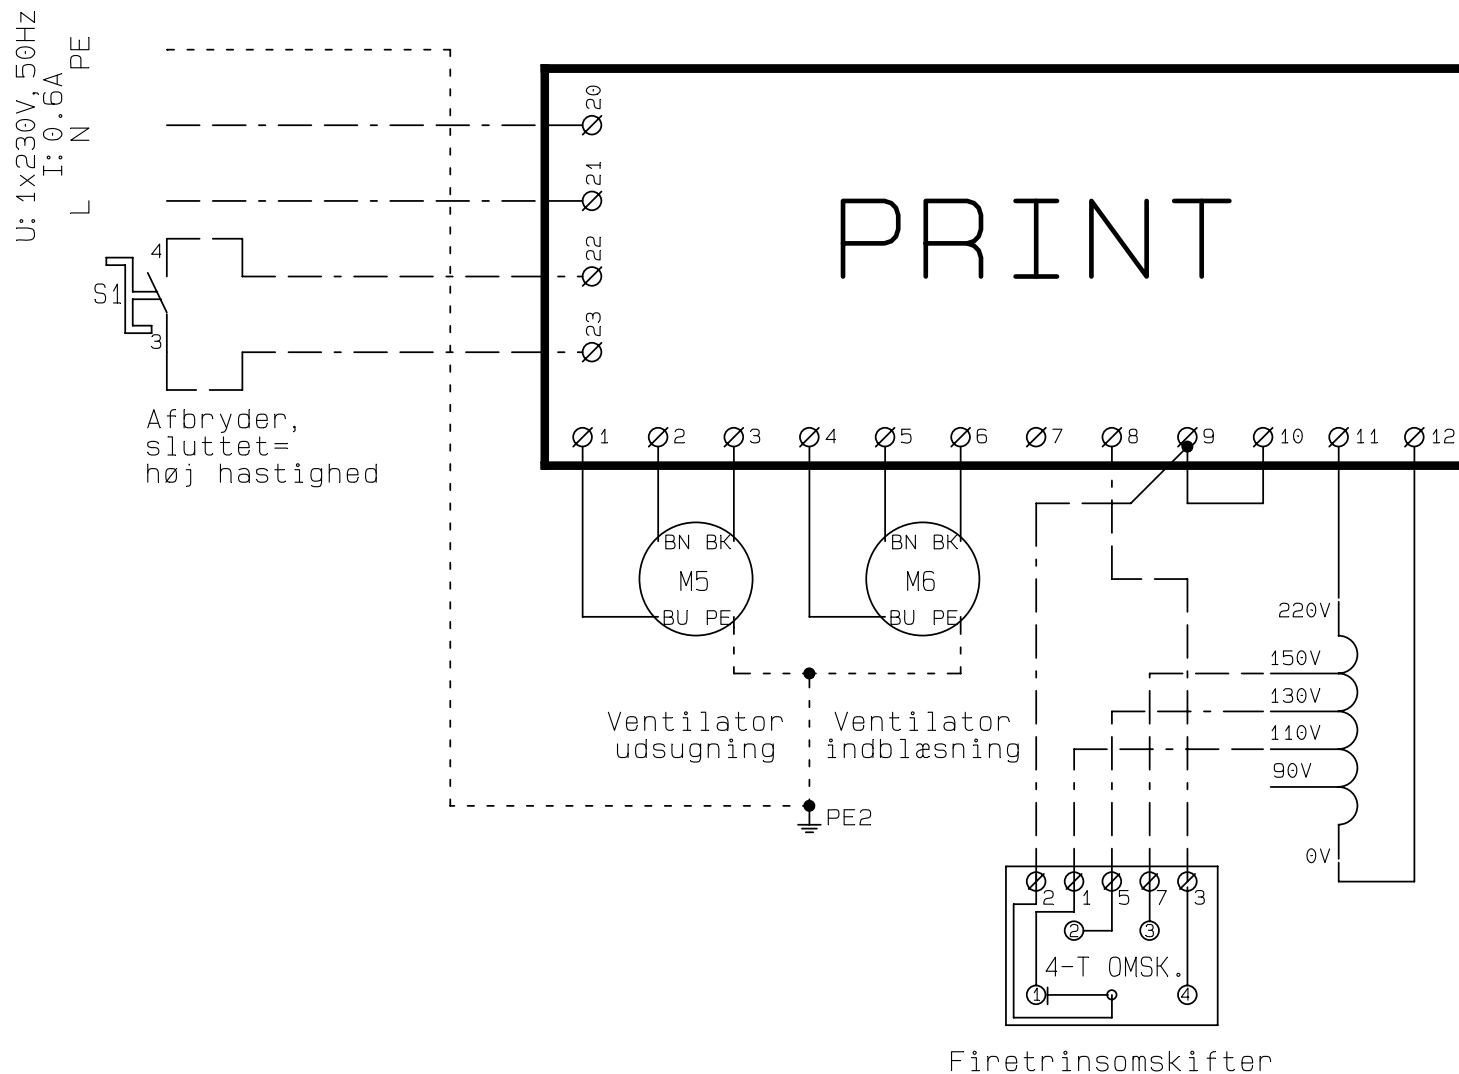 U: 1x230V, 50Hz
I: 0.6A
L N PE
20
21
22
23
PRINT
4
S1
3
Afbryder,
sluttet=
høj hastighed
1 2 3 4 5 6 7 8 9 10 11 12
BN BK
M5
BU PE
BN BK
M6
BU PE
220V
150V
130V
110V
90V
0V
Ventilator
udsugning
Ventilator
indblæsning
PE2
2 1 5 7 3
2 3
4-T OMSK.
1 4
Firetrinsomskifter